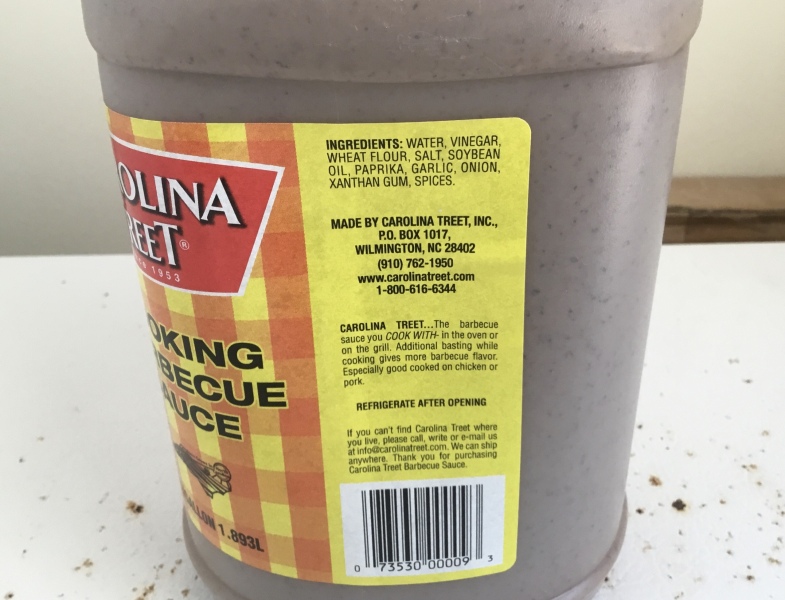 OLINA
REET®
1953
OKING
BECUE
AUCE
1.893L
INGREDIENTS: WATER, VINEGAR,
WHEAT FLOUR, SALT, SOYBEAN
OIL, PAPRIKA, GARLIC, ONION,
XANTHAN GUM, SPICES.
MADE BY CAROLINA TREET, INC.,
P.O. BOX 1017,
WILMINGTON, NC 28402
(910) 762-1950
www.carolinatreet.com
1-800-616-6344
CAROLINA TREET...The barbecue
sauce you COOK WITH- in the oven or
on the grill. Additional basting while
cooking gives more barbecue flavor.
Especially good cooked on chicken or
pork.
REFRIGERATE AFTER OPENING
If you can't find Carolina Treet where
you live, please call, write or e-mail us
at info@carolinatreet.com. We can ship
anywhere. Thank you for purchasing
Carolina Treet Barbecue Sauce.
0 73530 00009 3